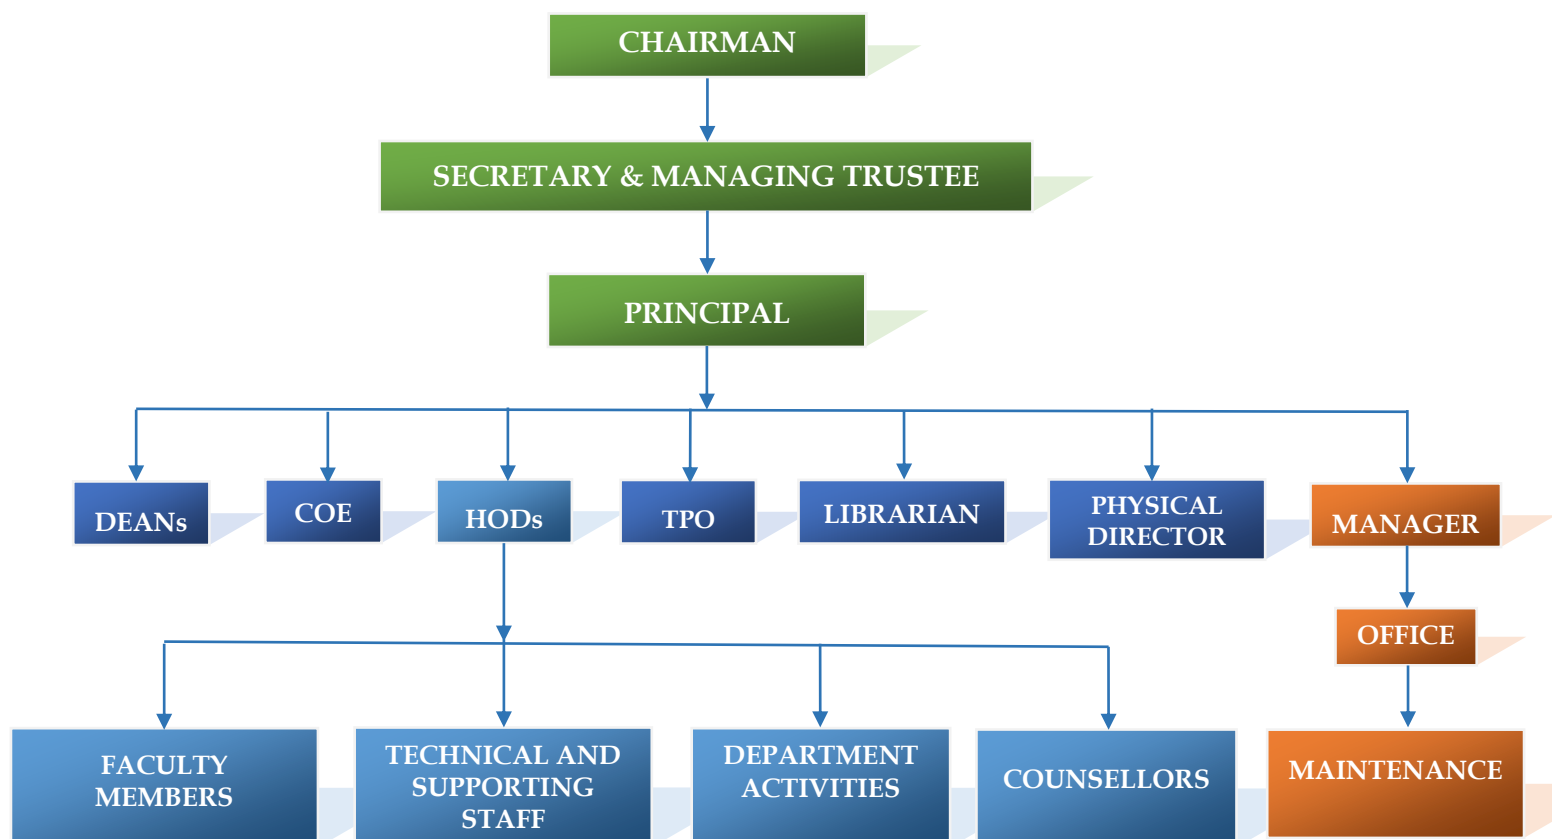 CHAIRMAN
SECRETARY & MANAGING TRUSTEE
PRINCIPAL
DEANs
COE
HODs
TPO
LIBRARIAN
PHYSICAL
DIRECTOR
MANAGER
OFFICE
FACULTY
MEMBERS
TECHNICAL AND
SUPPORTING
STAFF
DEPARTMENT
ACTIVITIES
COUNSELLORS
MAINTENANCE